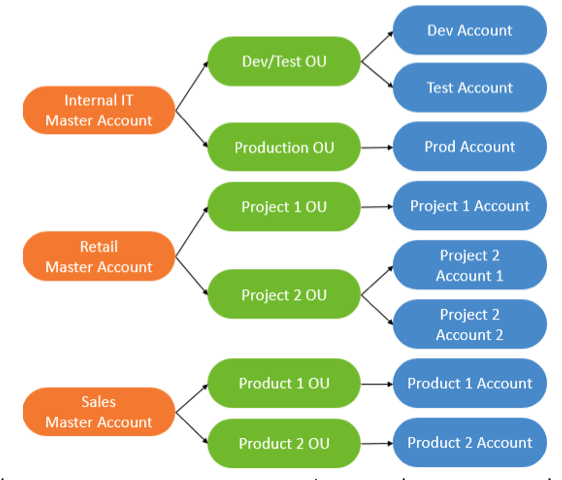 Internal IT
Master Account
Dev/Test OU
Dev Account
Test Account
Production OU
Prod Account
Retail
Master Account
Project 1 OU
Project 1 Account
Project 2 OU
Project 2
Account 1
Project 2
Account 2
Sales
Master Account
Product 1 OU
Product 1 Account
Product 2 OU
Product 2 Account